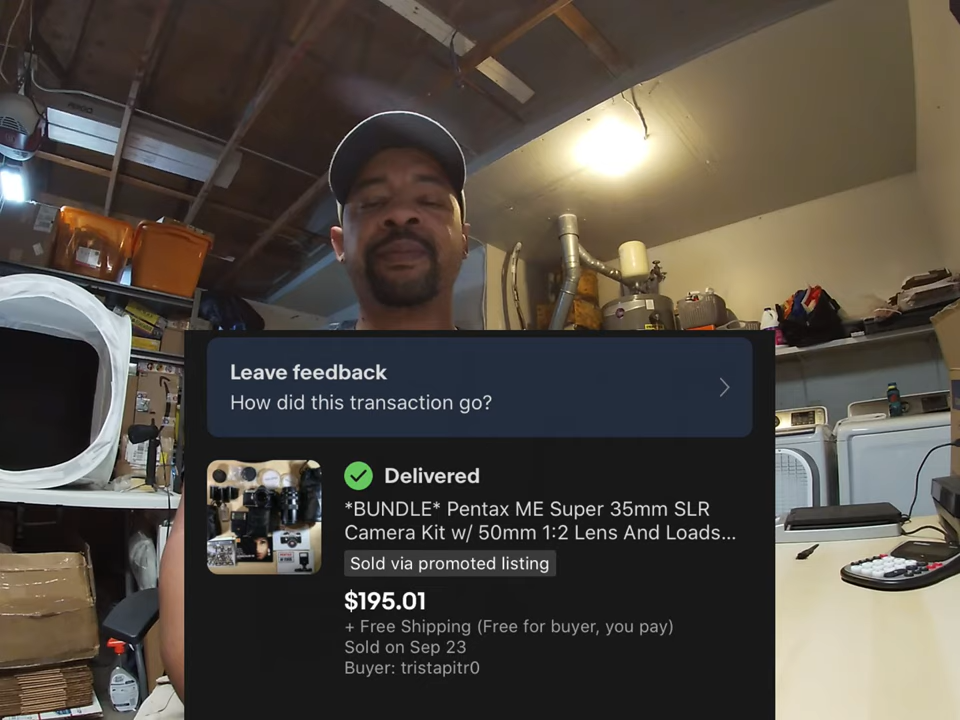 Leave feedback
How did this transaction go?
Delivered
*BUNDLE* Pentax ME Super 35mm SLR
Camera Kit w/ 50mm 1:2 Lens And Loads...
Sold via promoted listing
$195.01
+ Free Shipping (Free for buyer, you pay)
Sold on Sep 23
Buyer: tristapitr0